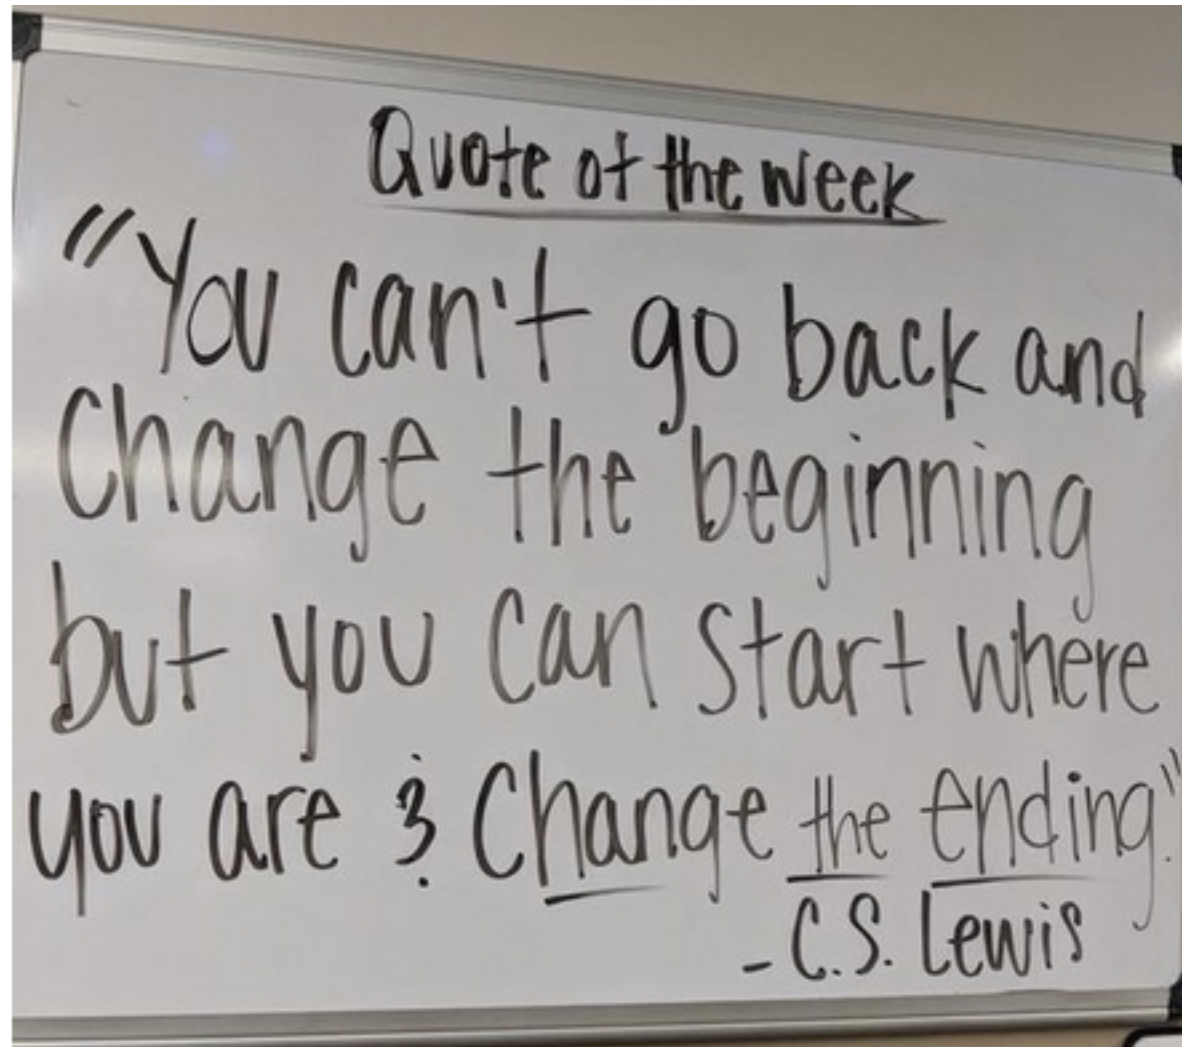 Quote of the week
"You can't go back and
Change the beginning
but you can start where
you are & Change the ending."
- C.S. Lewis